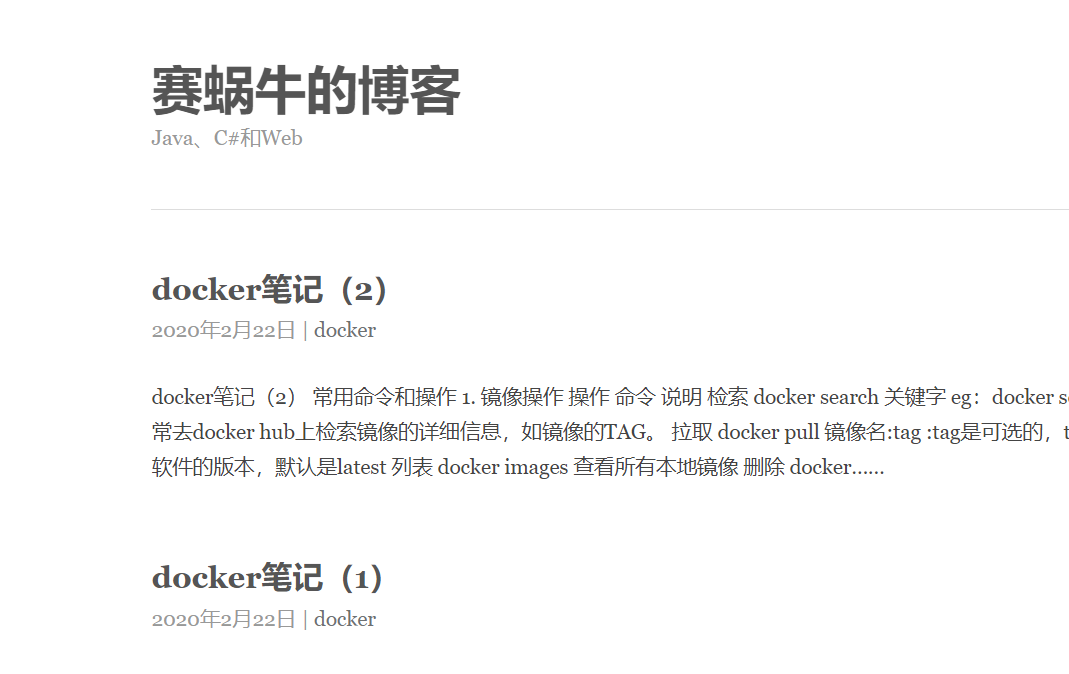 赛蜗牛的博客
Java、C#和Web
docker笔记（2）
2020年2月22日 | docker
docker笔记（2） 常用命令和操作 1. 镜像操作 操作 命令 说明 检索 docker search 关键字 eg：docker
常去docker hub上检索镜像的详细信息，如镜像的TAG。 拉取 docker pull 镜像名:tag :tag是可选的，
软件的版本，默认是latest 列表 docker images 查看所有本地镜像 删除 docker……
docker笔记（1）
2020年2月22日 | docker